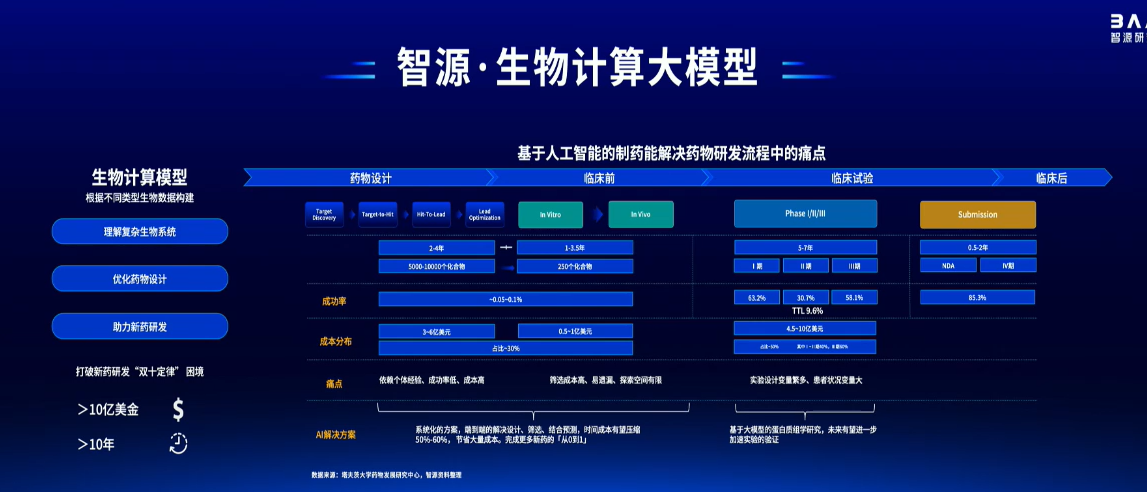 BAA
智源研
智源·生物计算大模型
基于人工智能的制药能解决药物研发流程中的痛点
生物计算模型
根据不同类型生物数据构建
理解复杂生物系统
优化药物设计
助力新药研发
打破新药研发“双十定律” 困境
>10亿美金
$
>10年
药物设计
临床前
临床试验
临床后
Target Discovery
Target-to-Hit
Hit-To-Lead
Lead Optimization
In Vitro
In Vivo
Phase I/II/III
Submission
2-4年
1-3.5年
5-7年
0.5-2年
5000-10000个化合物
250个化合物
I 期
II 期
III期
NDA
IV期
成功率
~0.05~0.1%
63.2%
30.7%
58.1%
85.3%
TTL 9.6%
成本分布
3~6亿美元
0.5~1亿美元
4.5~10亿美元
占比~30%
痛点
依赖个体经验、成功率低、成本高
筛选成本高、易遗漏、探索空间有限
实验设计变量繁多、患者状况变量大
AI解决方案
系统化的方案，端到端的解决设计、筛选、结合预测，时间成本有望压缩
50%-60%，节省大量成本。完成更多新药的「从0到1」
基于大模型的蛋白质组学研究，未来有望进一步
加速实验的验证
数据来源：塔夫茨大学药物发展研究中心，智源资料整理